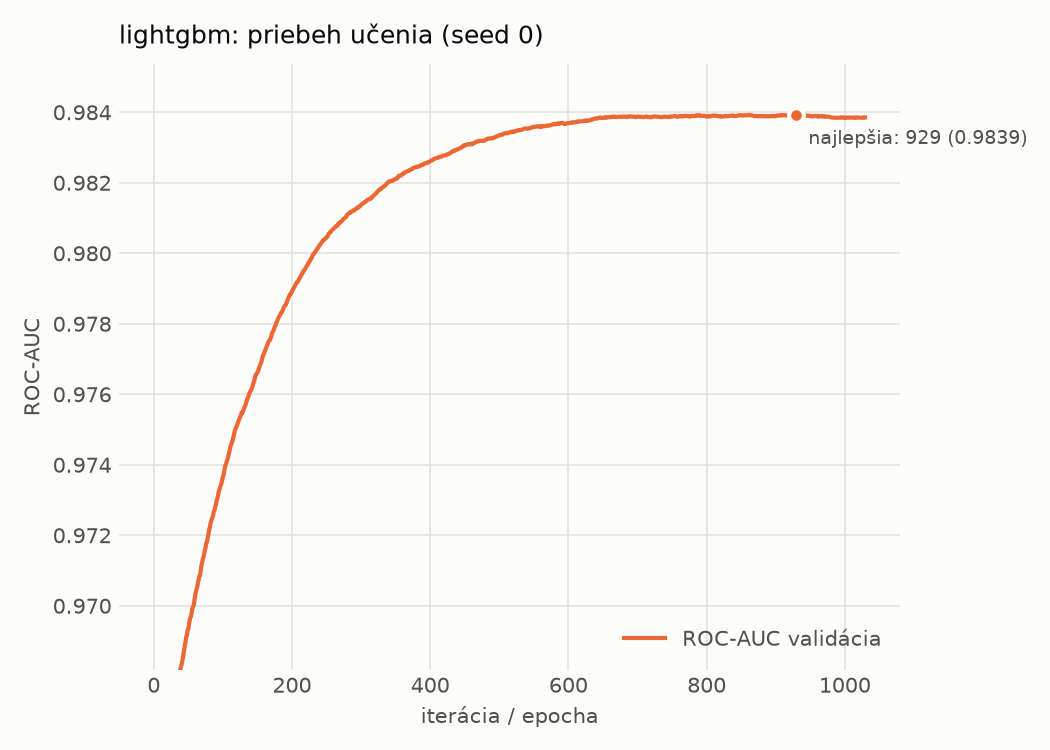 lightgbm: priebeh učenia (seed 0)
ROC-AUC
0.984
0.982
0.980
0.978
0.976
0.974
0.972
0.970
najlepšia: 929 (0.9839)
ROC-AUC validácia
0 200 400 600 800 1000
iterácia / epocha